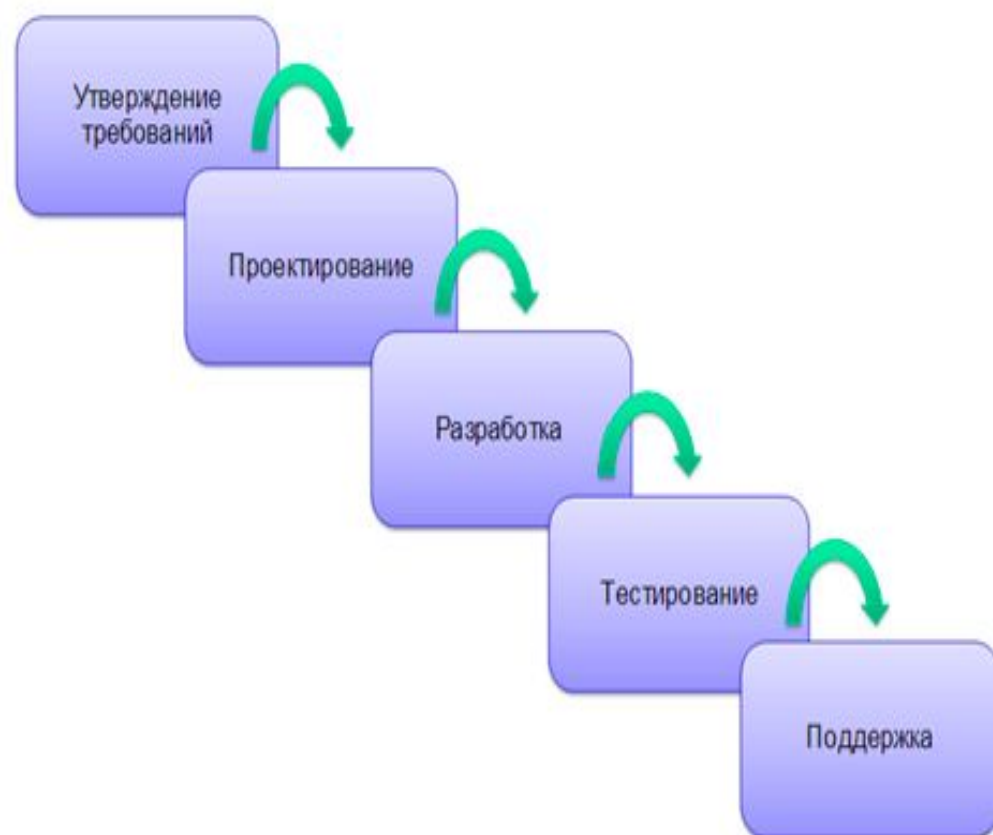 Утверждение
требований
Проектирование
Разработка
Тестирование
Поддержка